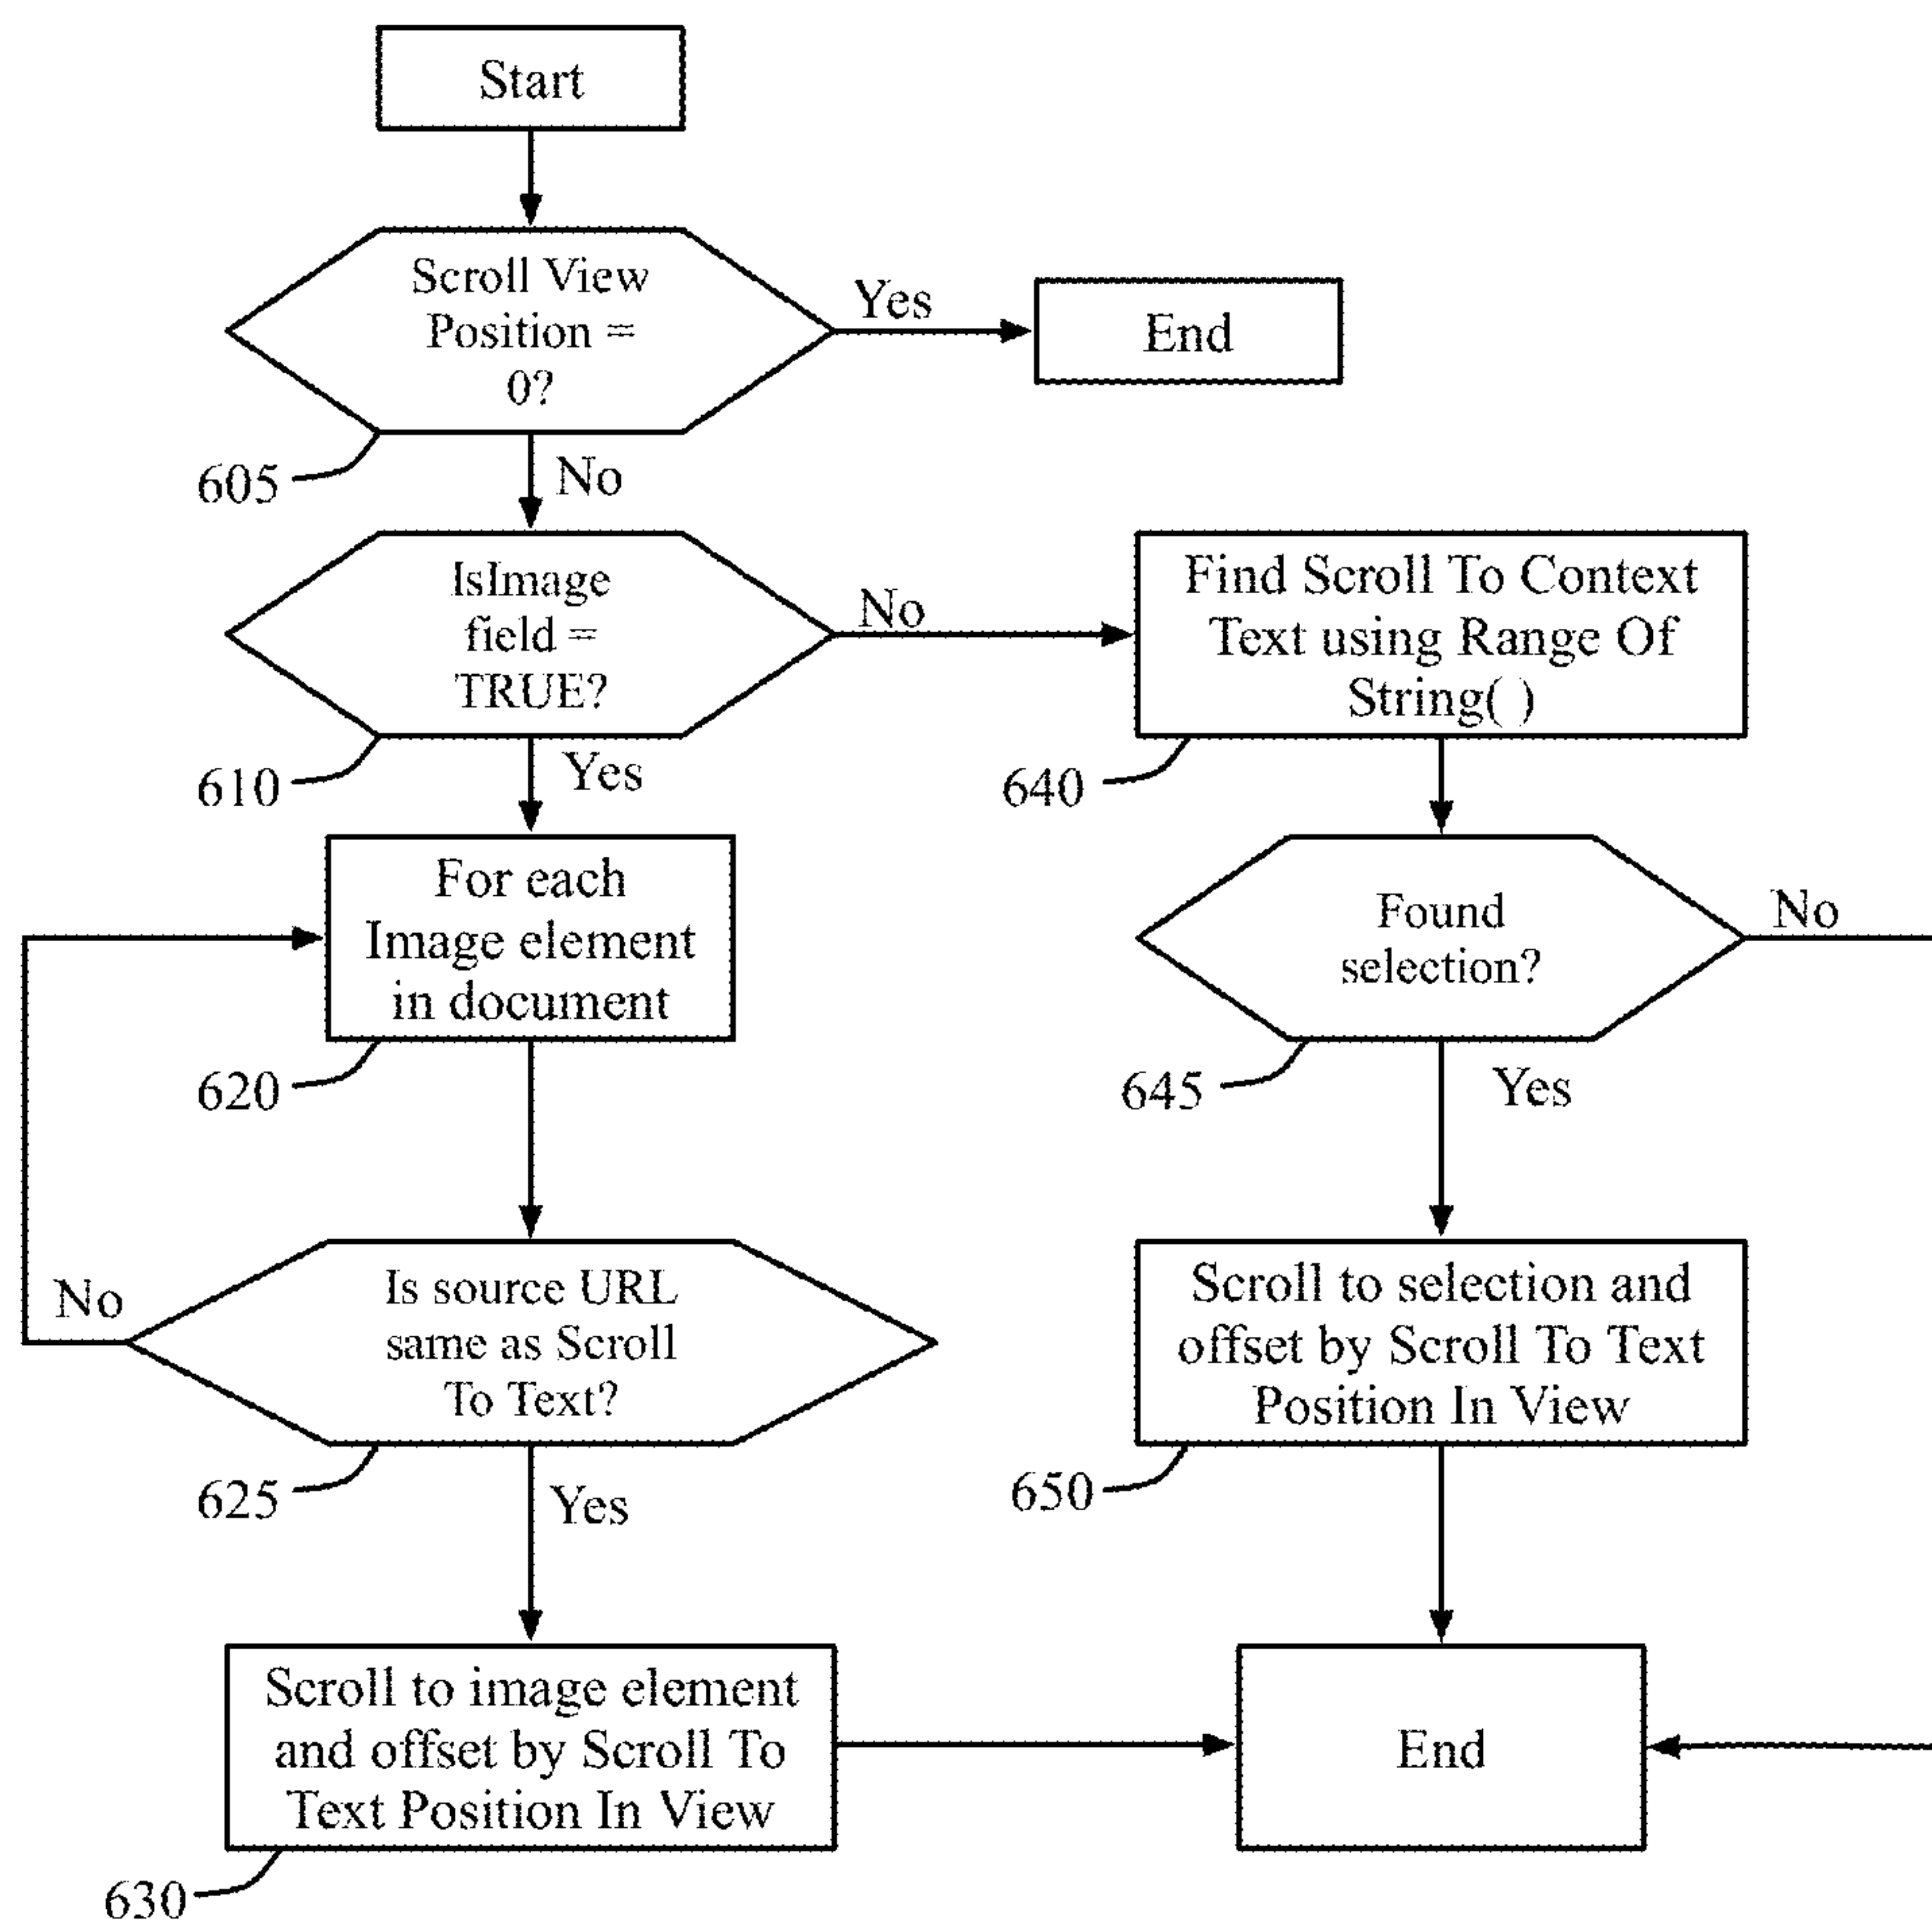 Start
Scroll View
Position =
0?
Yes
End
605
No
IsImage
field =
TRUE?
No
Find Scroll To Context
Text using Range Of
String( )
610
Yes
640
For each
Image element
in document
Found
selection?
No
620
645
Yes
No
Is source URL
same as Scroll
To Text?
Scroll to selection and
offset by Scroll To Text
Position In View
625
Yes
650
Scroll to image element
and offset by Scroll To
Text Position In View
End
630